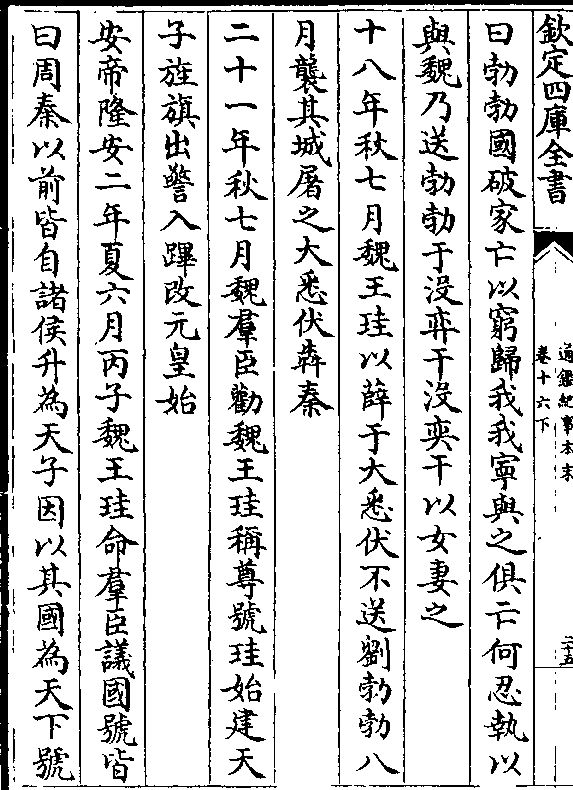 欽定四庫全書
通鑑紀事本末
卷十六下
二十五
曰勃勃國破家亡以窮歸我我寧與之俱亡何忍執以
與魏乃送勃勃于没弈干没奕干以女妻之
十八年秋七月魏王珪以薛干大悉伏不送劉勃勃八
月襲其城屠之大悉伏犇秦
二十一年秋七月魏羣臣勸魏王珪稱尊號珪始建天
子旌旗出警入蹕改元皇始
安帝隆安二年夏六月丙子魏王珪命羣臣議國號皆
曰周秦以前皆自諸侯升為天子因以其國為天下號